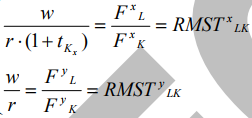 w / (r · (1 + t_{K_x})) = F^x_L / F^x_K = RMST^x_{LK}
w / r = F^y_L / F^y_K = RMST^y_{LK}